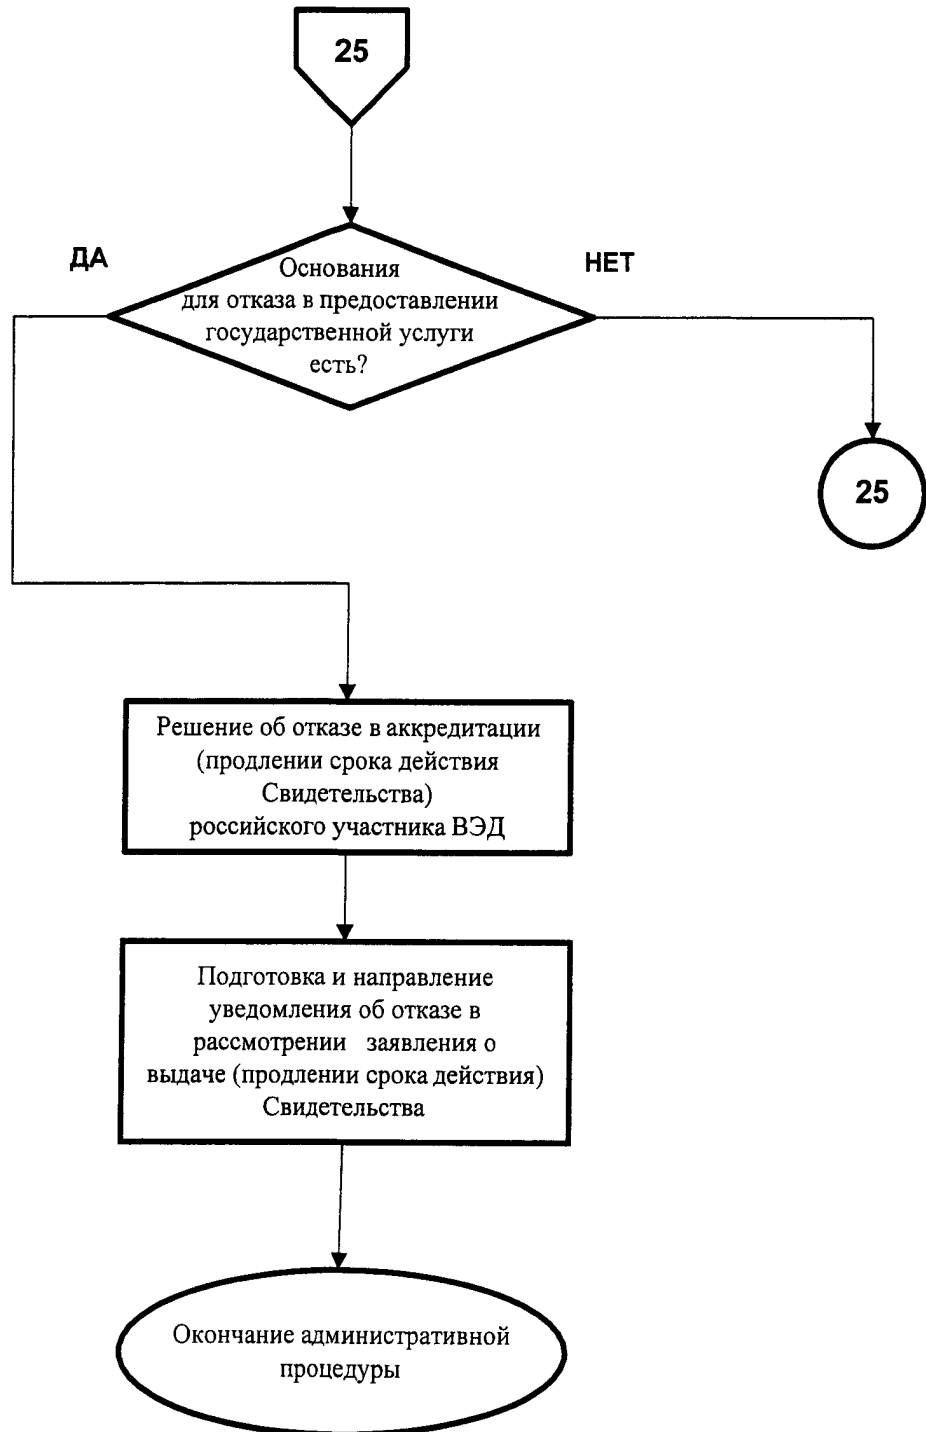 25
ДА
НЕТ
Основания
для отказа в предоставлении
государственной услуги
есть?
25
Решение об отказе в аккредитации
(продлении срока действия
Свидетельства)
российского участника ВЭД
Подготовка и направление
уведомления об отказе в
рассмотрении заявления о
выдаче (продлении срока действия)
Свидетельства
Окончание административной
процедуры